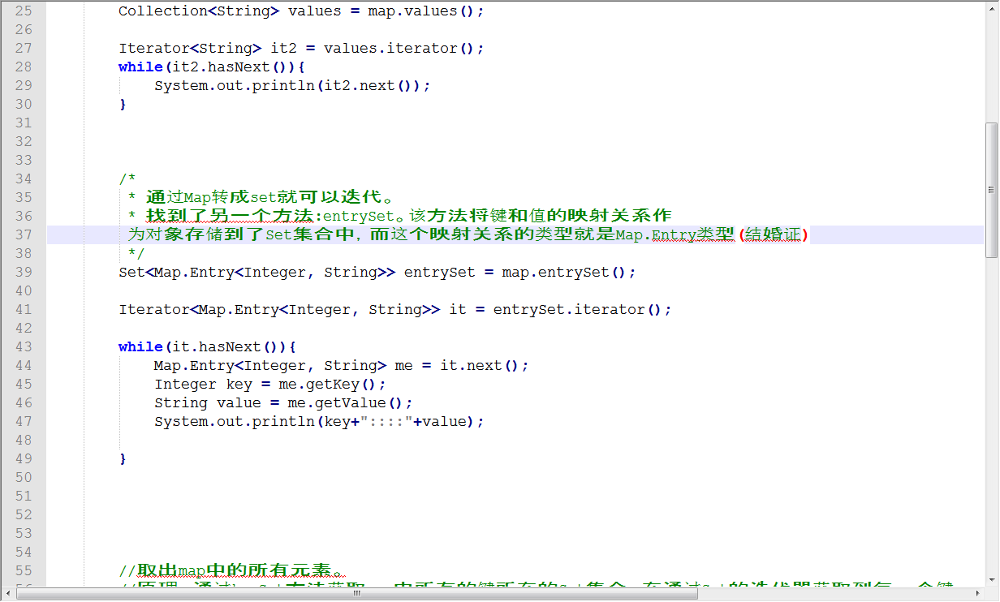 25 Collection<String> values = map.values();
26
27 Iterator<String> it2 = values.iterator();
28 while(it2.hasNext()){
29 System.out.println(it2.next());
30 }
31
32
33
34 /*
35 * 通过Map转成set就可以迭代。
36 * 找到了另一个方法:entrySet。该方法将键和值的映射关系作
37 为对象存储到了Set集合中，而这个映射关系的类型就是Map.Entry类型(结婚证)
38 */
39 Set<Map.Entry<Integer, String>> entrySet = map.entrySet();
40
41 Iterator<Map.Entry<Integer, String>> it = entrySet.iterator();
42
43 while(it.hasNext()){
44 Map.Entry<Integer, String> me = it.next();
45 Integer key = me.getKey();
46 String value = me.getValue();
47 System.out.println(key+"::::"+value);
48
49 }
50
51
52
53
54
55 //取出map中的所有元素。